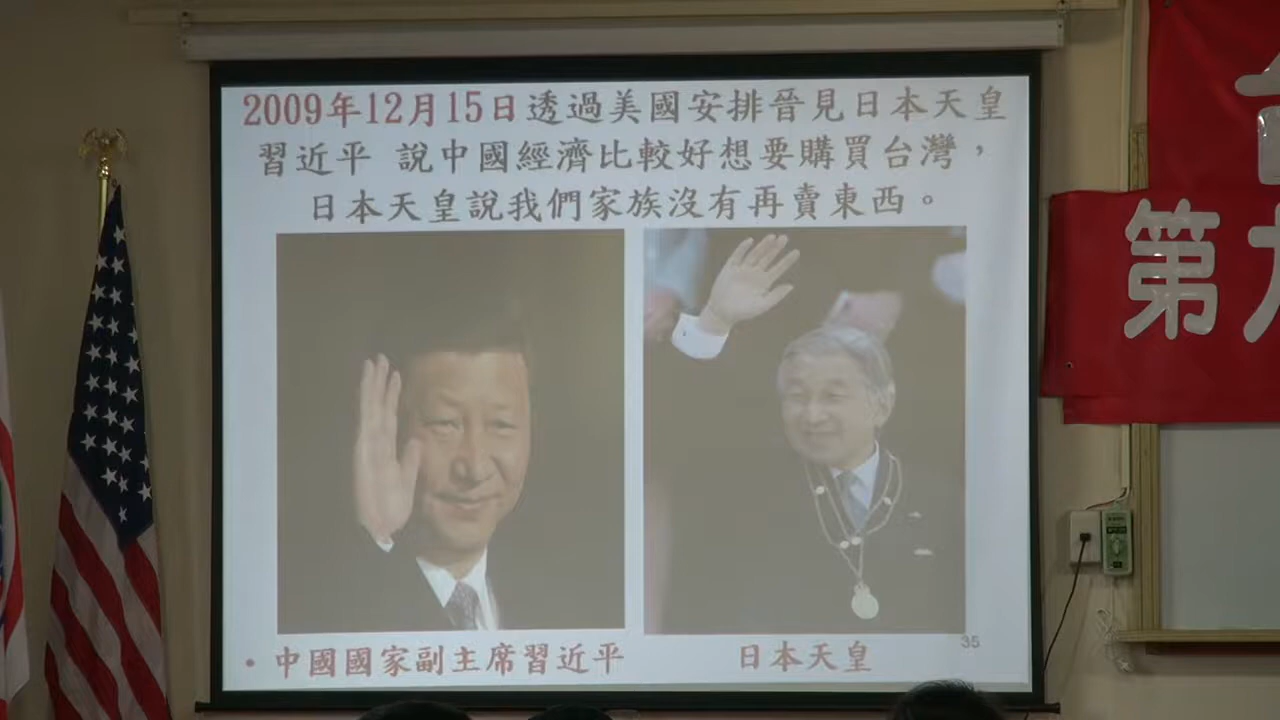 2009年12月15日透過美國安排晉見日本天皇
習近平 說中國經濟比較好想要購買台灣，
日本天皇說我們家族沒有再賣東西。
• 中國國家副主席習近平
日本天皇
35
第